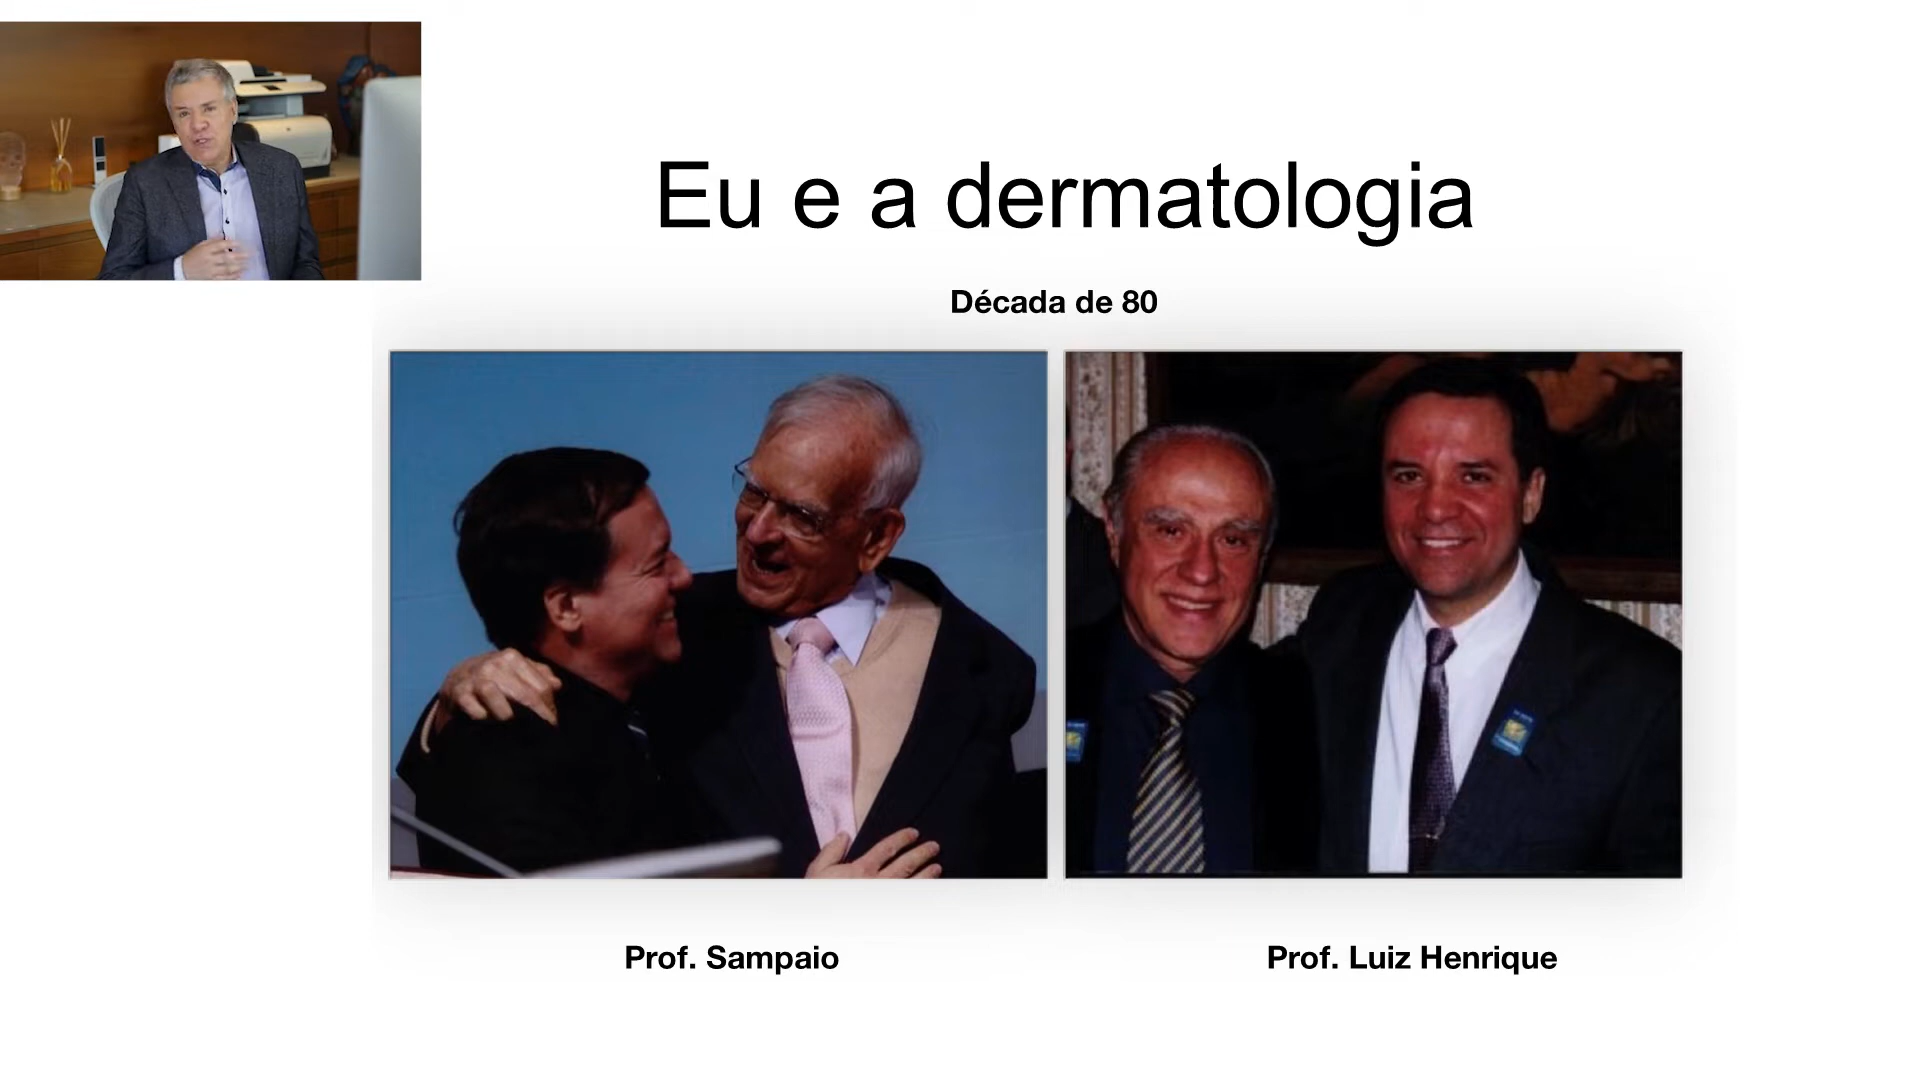 Eu e a dermatologia
Década de 80
Prof. Sampaio
Prof. Luiz Henrique